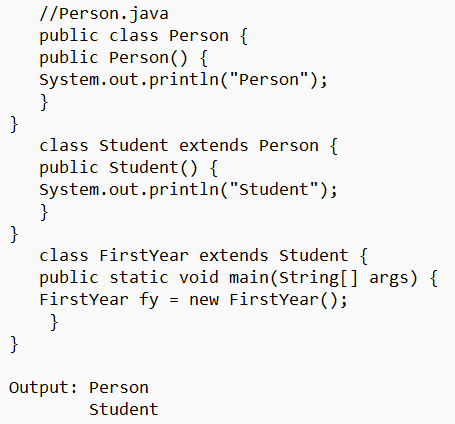 //Person.java
public class Person {
public Person() {
System.out.println("Person");
}
}
class Student extends Person {
public Student() {
System.out.println("Student");
}
}
class FirstYear extends Student {
public static void main(String[] args) {
FirstYear fy = new FirstYear();
}
}
Output: Person
Student